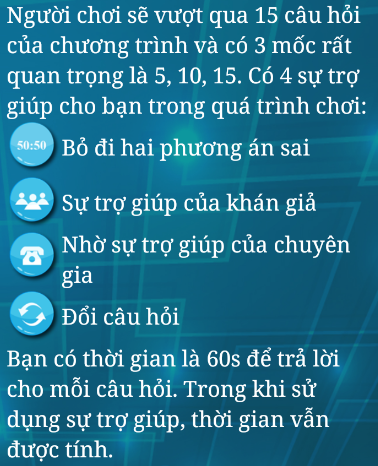 Người chơi sẽ vượt qua 15 câu hỏi
của chương trình và có 3 mốc rất
quan trọng là 5, 10, 15. Có 4 sự trợ
giúp cho bạn trong quá trình chơi:
50:50 Bỏ đi hai phương án sai
Sự trợ giúp của khán giả
Nhờ sự trợ giúp của chuyên
gia
Đổi câu hỏi
Bạn có thời gian là 60s để trả lời
cho mỗi câu hỏi. Trong khi sử
dụng sự trợ giúp, thời gian vẫn
được tính.